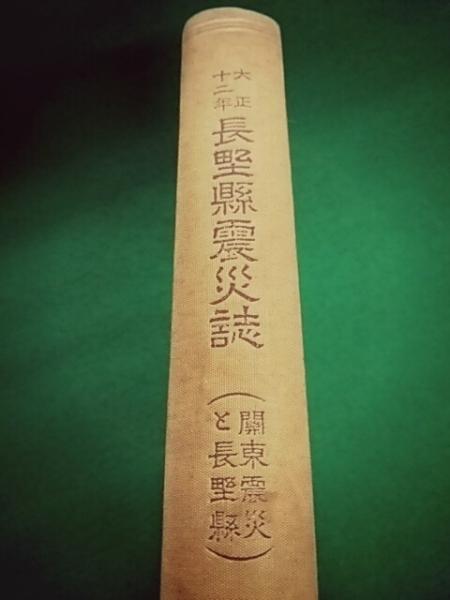 大正
十二年
長野縣震災誌
(關東震災
と長野縣)